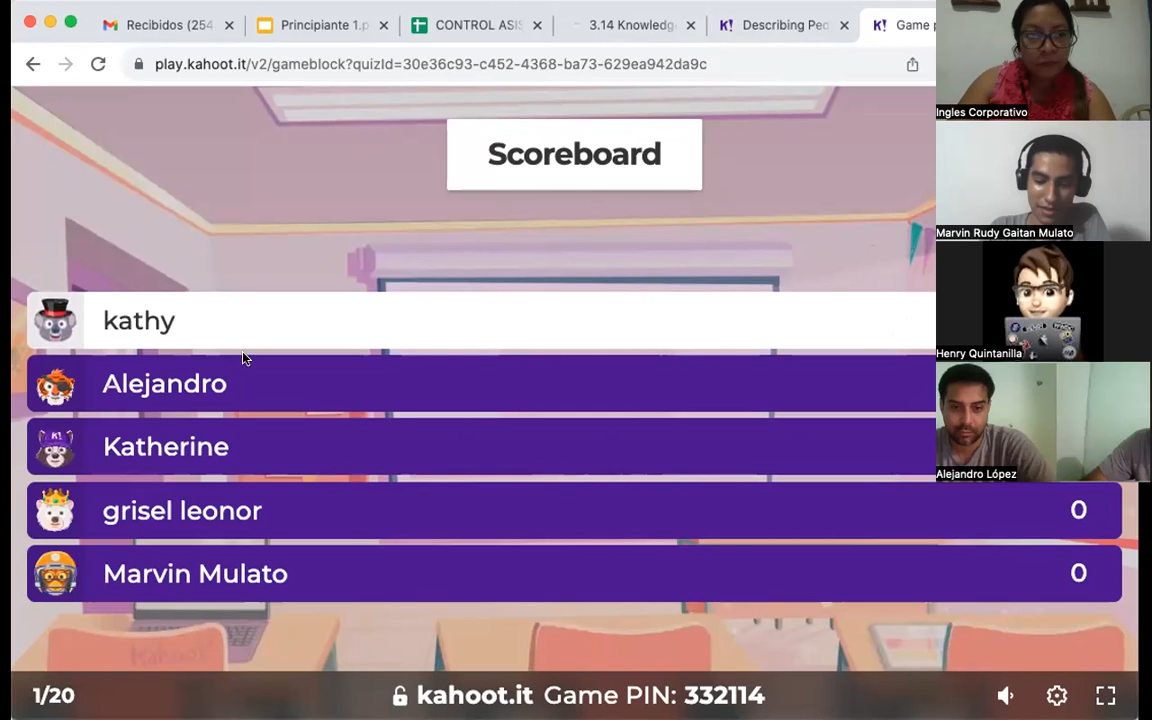 Recibidos (254
Principiante 1.p
CONTROL ASIS
3.14 Knowledg
K! Describing Peo
K! Game p
play.kahoot.it/v2/gameblock?quizId=30e36c93-c452-4368-ba73-629ea942da9c
Ingles Corporativo
Scoreboard
Marvin Rudy Gaitan Mulato
kathy
Henry Quintanilla
Alejandro
K! Katherine
Alejandro López
grisel leonor 0
Marvin Mulato 0
1/20 kahoot.it Game PIN: 332114